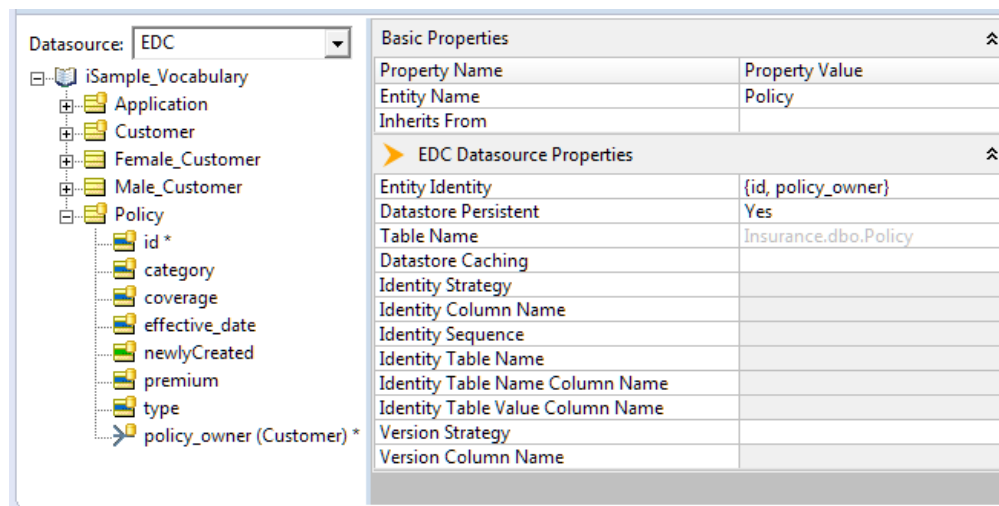 Datasource: EDC
iSample_Vocabulary
Application
Customer
Female_Customer
Male_Customer
Policy
id *
category
coverage
effective_date
newlyCreated
premium
type
policy_owner (Customer) *
Basic Properties
Property Name Property Value
Entity Name Policy
Inherits From
EDC Datasource Properties
Entity Identity {id, policy_owner}
Datastore Persistent Yes
Table Name Insurance.dbo.Policy
Datastore Caching
Identity Strategy
Identity Column Name
Identity Sequence
Identity Table Name
Identity Table Name Column Name
Identity Table Value Column Name
Version Strategy
Version Column Name